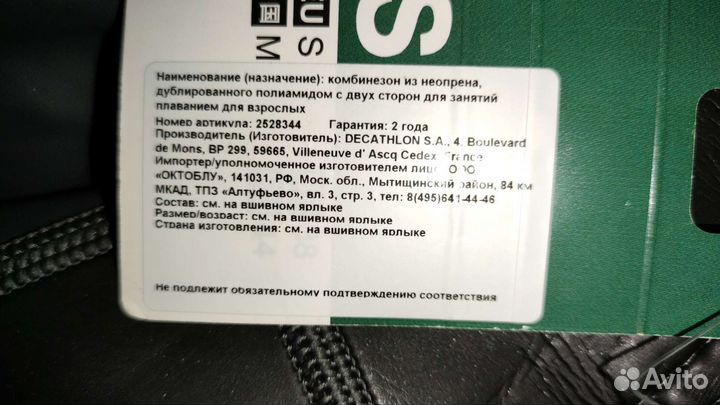 Наименование (назначение): комбинезон из неопрена,
дублированного полиамидом с двух сторон для занятий
плаванием для взрослых
Номер артикула: 2528344 Гарантия: 2 года
Производитель (Изготовитель): DECATHLON S.A., 4. Boulevard
de Mons, BP 299, 59665, Villeneuve d' Ascq Cedex, France
Импортер/уполномоченное изготовителем лицо ООО
«ОКТОБЛУ», 141031, РФ, Моск. обл., Мытищинский район, 84 км
МКАД, ТПЗ «Алтуфьево», вл. 3, стр. 3, тел: 8(495)641-44-46
Состав: см. на вшивном ярлыке
Размер/возраст: см. на вшивном ярлыке
Страна изготовления: см. на вшивном ярлыке
Не подлежит обязательному подтверждению соответствия
RU S
M
S
Avito